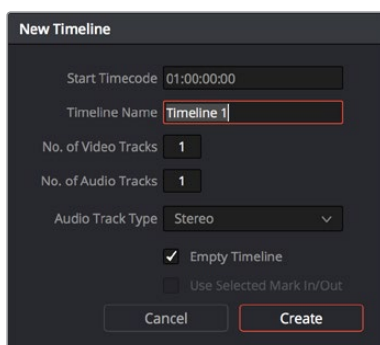 New Timeline
Start Timecode 01:00:00:00
Timeline Name Timeline 1
No. of Video Tracks 1
No. of Audio Tracks 1
Audio Track Type Stereo
Empty Timeline
Use Selected Mark In/Out
Cancel Create